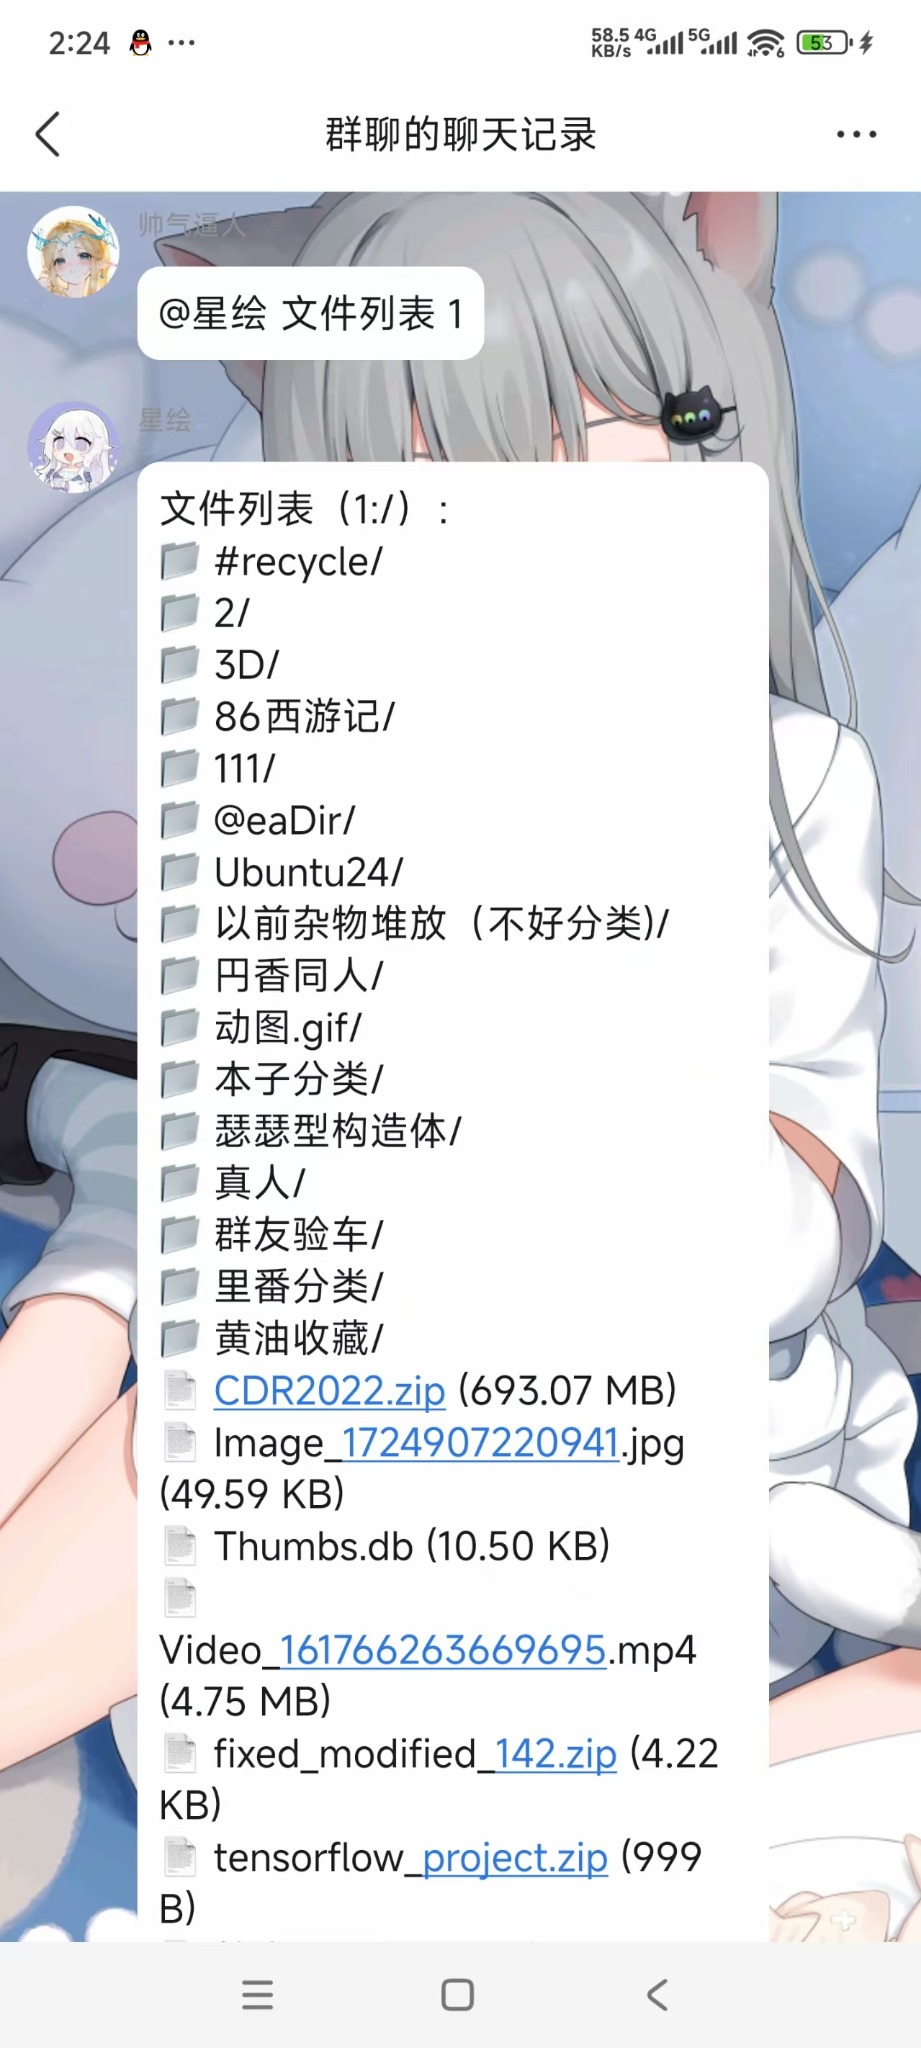 2:24
58.5 KB/s 4G 5G 6 53
群聊的聊天记录
帅气逼人
@星绘 文件列表 1
星绘
文件列表（1:/）:
#recycle/
2/
3D/
86西游记/
111/
@eaDir/
Ubuntu24/
以前杂物堆放（不好分类)/
円香同人/
动图.gif/
本子分类/
瑟瑟型构造体/
真人/
群友验车/
里番分类/
黄油收藏/
CDR2022.zip (693.07 MB)
Image_1724907220941.jpg
(49.59 KB)
Thumbs.db (10.50 KB)
Video_161766263669695.mp4
(4.75 MB)
fixed_modified_142.zip (4.22
KB)
tensorflow_project.zip (999
B)